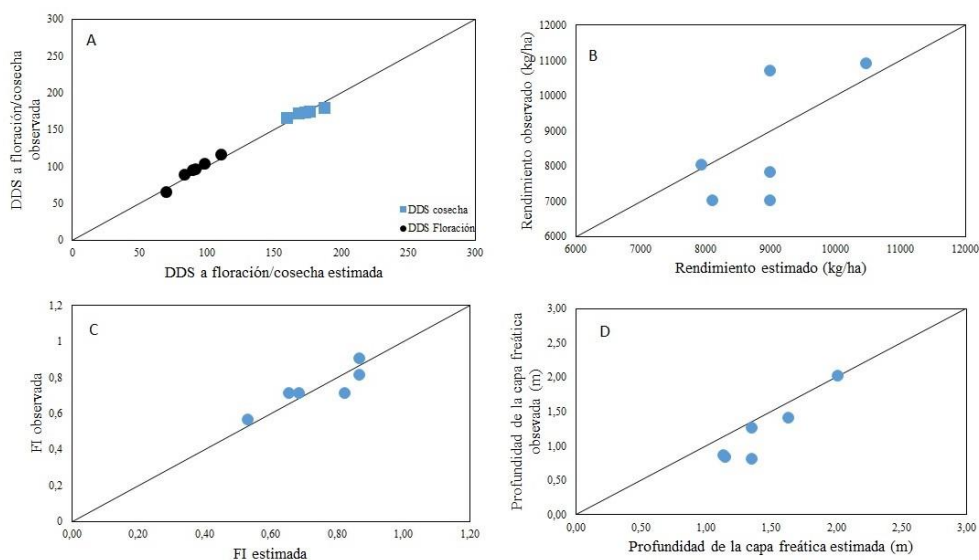 A
300
250
200
150
100
50
0
0 50 100 150 200 250 300
DDS a floración/cosecha
observada
DDS a floración/cosecha estimada
DDS cosecha
DDS Floración
B
12000
11000
10000
9000
8000
7000
6000
6000 7000 8000 9000 10000 11000 12000
Rendimiento observado (kg/ha)
Rendimiento estimado (kg/ha)
C
1,2
1
0,8
0,6
0,4
0,2
0
0,00 0,20 0,40 0,60 0,80 1,00 1,20
FI observada
FI estimada
D
3,00
2,50
2,00
1,50
1,00
0,50
0,00
0,00 0,50 1,00 1,50 2,00 2,50 3,00
Profundidad de la capa freática
obsevada (m)
Profundidad de la capa freática estimada (m)